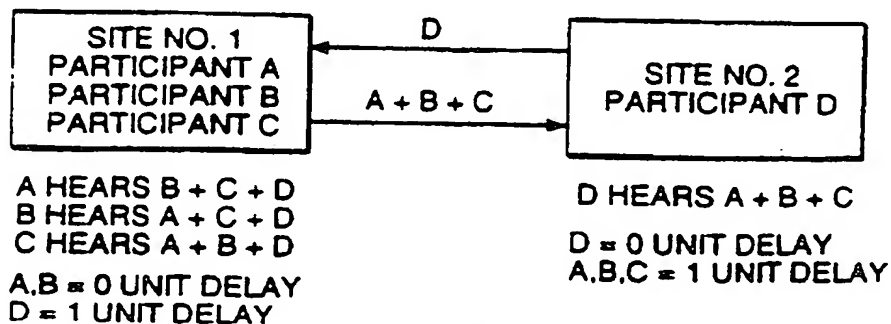 SITE NO. 1
PARTICIPANT A
PARTICIPANT B
PARTICIPANT C
D
A + B + C
SITE NO. 2
PARTICIPANT D
A HEARS B + C + D
B HEARS A + C + D
C HEARS A + B + D
A,B = 0 UNIT DELAY
D = 1 UNIT DELAY
D HEARS A + B + C
D = 0 UNIT DELAY
A,B,C = 1 UNIT DELAY